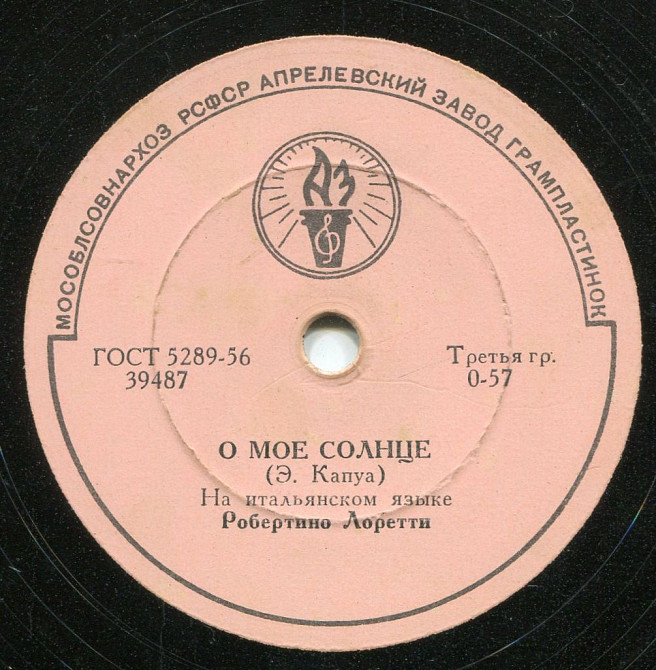 МОСОБЛСОВНАРХОЗ РСФСР АПРЕЛЕВСКИЙ ЗАВОД ГРАМПЛАСТИНОК
АЗ
ГОСТ 5289-56
39487
Третья гр.
0-57
О МОЕ СОЛНЦЕ
(Э. Капуа)
На итальянском языке
Робертино Лоретти